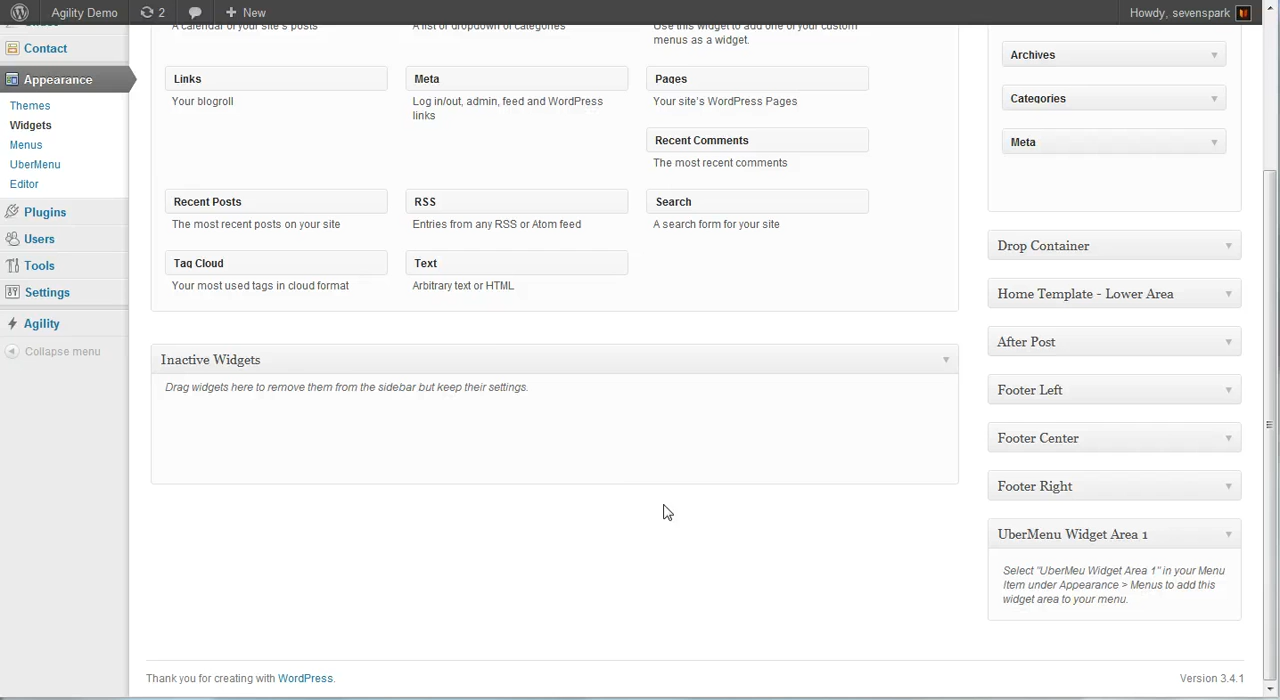 Agility Demo 2 New Howdy, sevenspark
Contact
Appearance
Themes
Widgets
Menus
UberMenu
Editor
Plugins
Users
Tools
Settings
Agility
Collapse menu
A calendar of your site's posts
A list or dropdown of categories
Use this widget to add one of your custom
menus as a widget.
Links
Your blogroll
Meta
Log in/out, admin, feed and WordPress
links
Pages
Your site's WordPress Pages
Recent Comments
The most recent comments
Recent Posts
The most recent posts on your site
RSS
Entries from any RSS or Atom feed
Search
A search form for your site
Tag Cloud
Your most used tags in cloud format
Text
Arbitrary text or HTML
Inactive Widgets
Drag widgets here to remove them from the sidebar but keep their settings.
Archives
Categories
Meta
Drop Container
Home Template - Lower Area
After Post
Footer Left
Footer Center
Footer Right
UberMenu Widget Area 1
Select "UberMeu Widget Area 1" in your Menu
Item under Appearance > Menus to add this
widget area to your menu.
Thank you for creating with WordPress.
Version 3.4.1